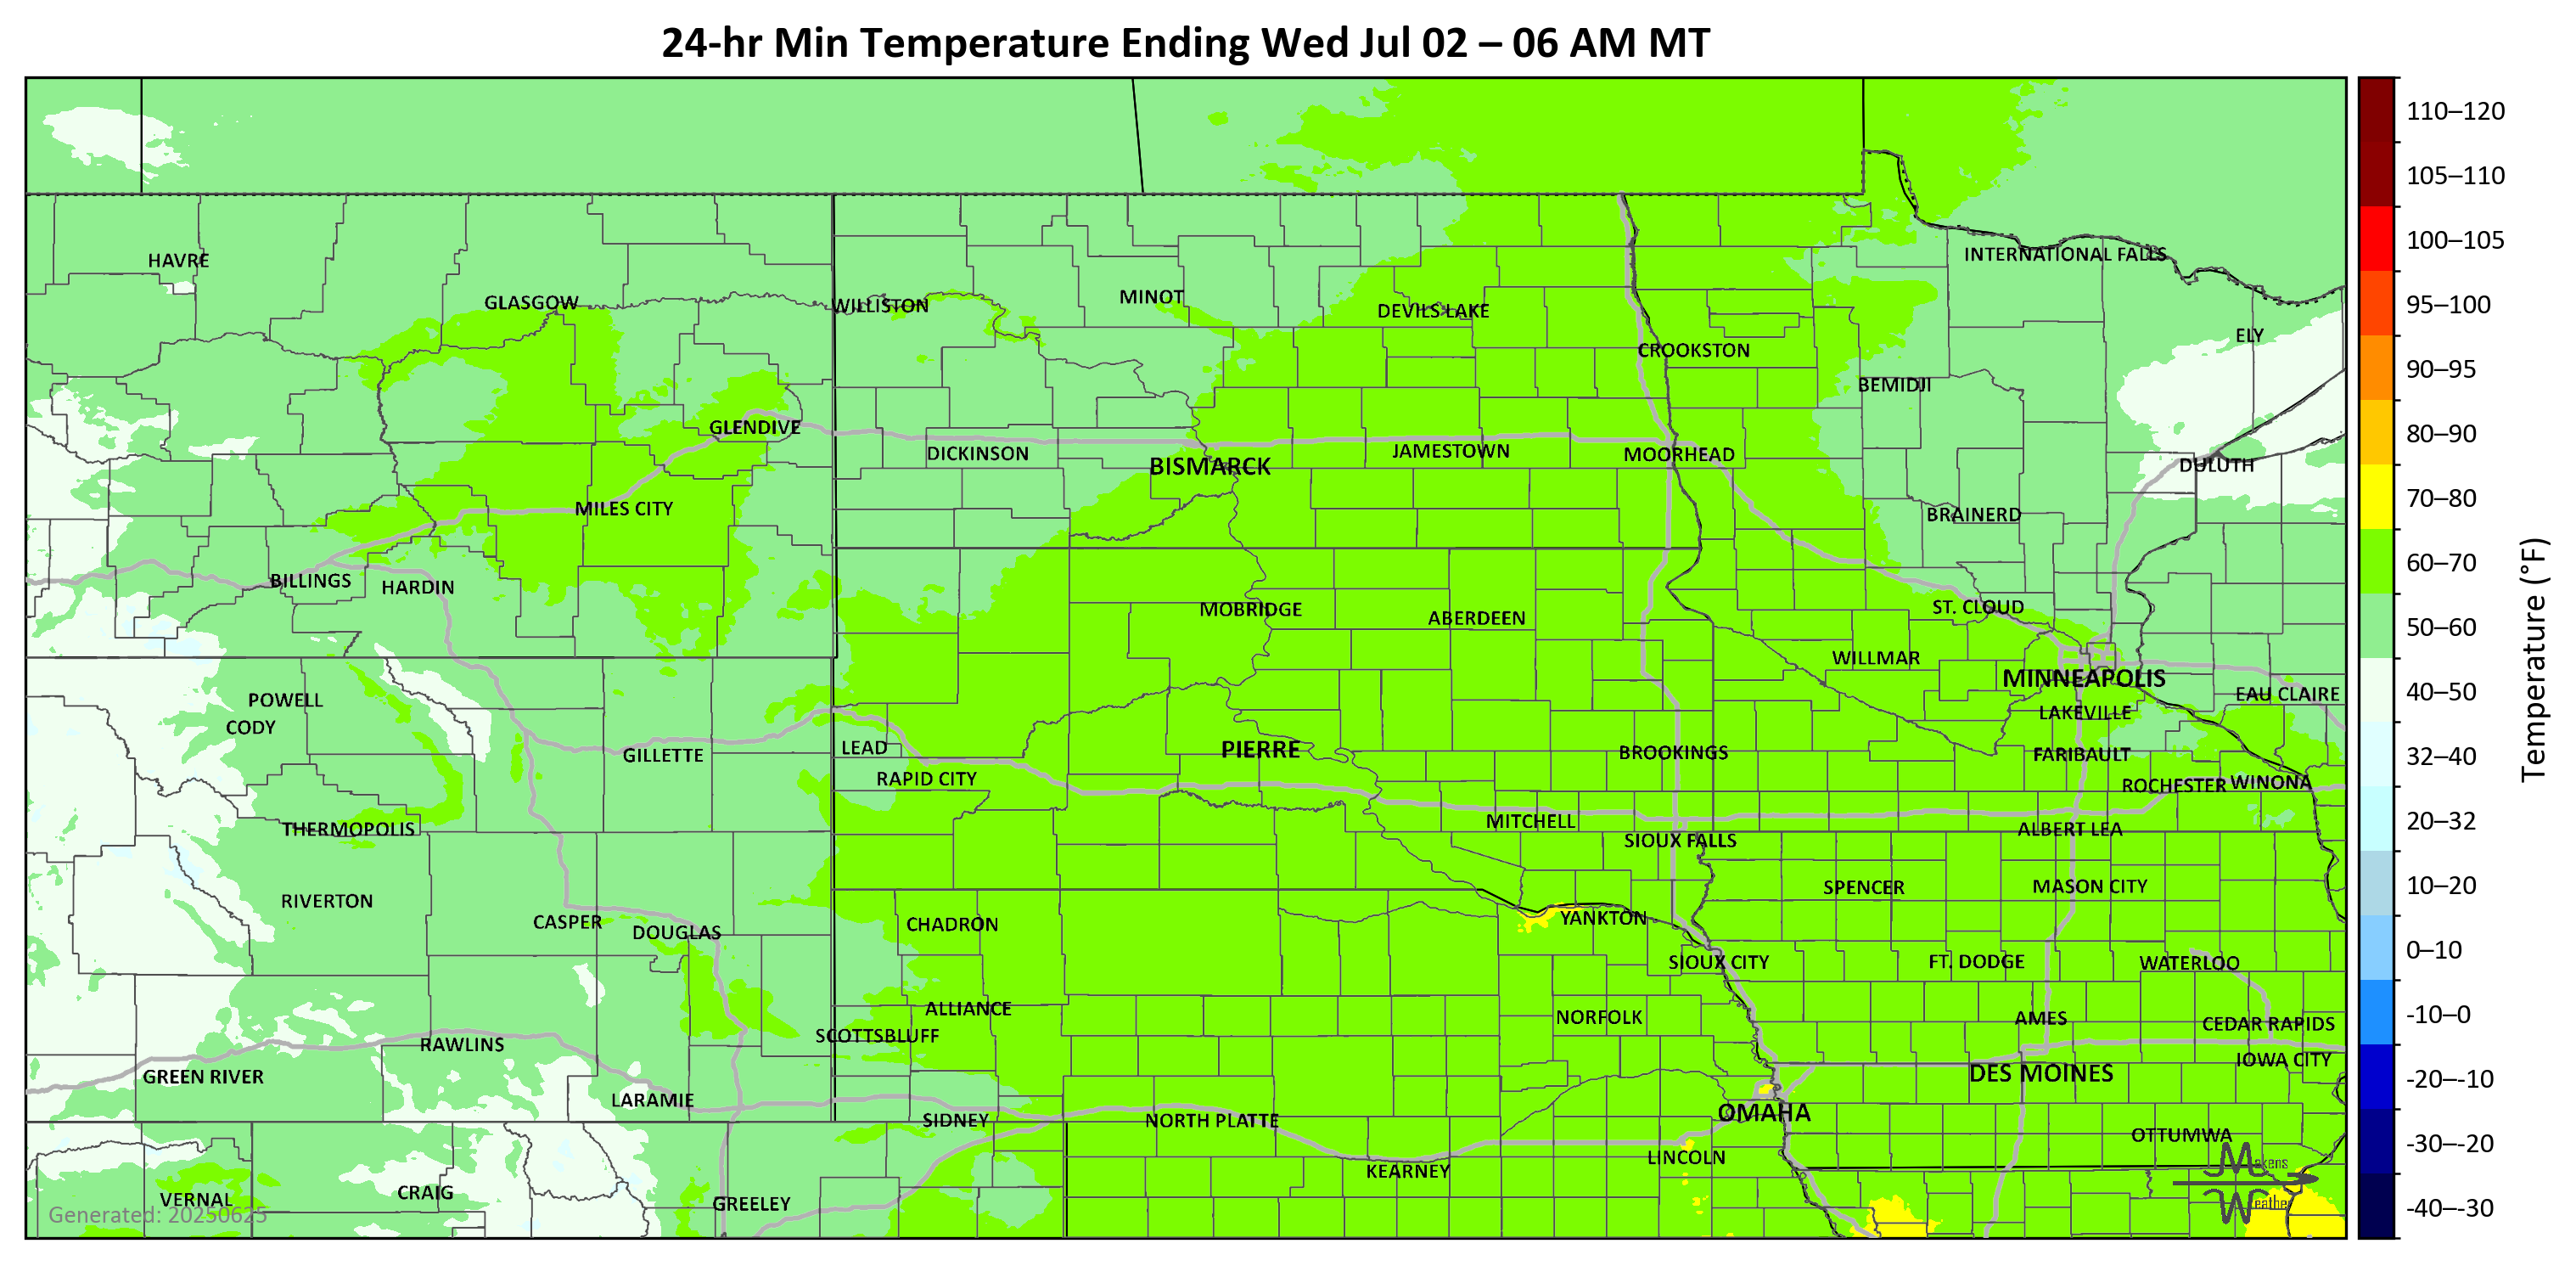 24-hr Min Temperature Ending Wed Jul 02 – 06 AM MT
110–120
105–110
100–105
95–100
90–95
80–90
70–80
60–70
50–60
40–50
32–40
20–32
10–20
0–10
-10–0
-20–-10
-30–-20
-40–-30
Temperature (°F)
HAVRE
INTERNATIONAL FALLS
GLASGOW
WILLISTON
MINOT
DEVILS LAKE
ELY
CROOKSTON
BEMIDJI
GLENDIVE
DICKINSON
BISMARCK
JAMESTOWN
MOORHEAD
DULUTH
MILES CITY
BRAINERD
BILLINGS
HARDIN
MOBRIDGE
ABERDEEN
ST. CLOUD
WILLMAR
MINNEAPOLIS
POWELL
EAU CLAIRE
CODY
LAKEVILLE
GILLETTE
LEAD
PIERRE
BROOKINGS
FARIBAULT
RAPID CITY
ROCHESTER
WINONA
THERMOPOLIS
MITCHELL
SIOUX FALLS
ALBERT LEA
RIVERTON
SPENCER
MASON CITY
CASPER
DOUGLAS
CHADRON
YANKTON
SIOUX CITY
FT. DODGE
WATERLOO
ALLIANCE
NORFOLK
AMES
CEDAR RAPIDS
RAWLINS
SCOTTSBLUFF
IOWA CITY
GREEN RIVER
DES MOINES
LARAMIE
SIDNEY
NORTH PLATTE
OMAHA
OTTUMWA
KEARNEY
LINCOLN
VERNAL
CRAIG
GREELEY
Generated: 20250625
Makens
Weather